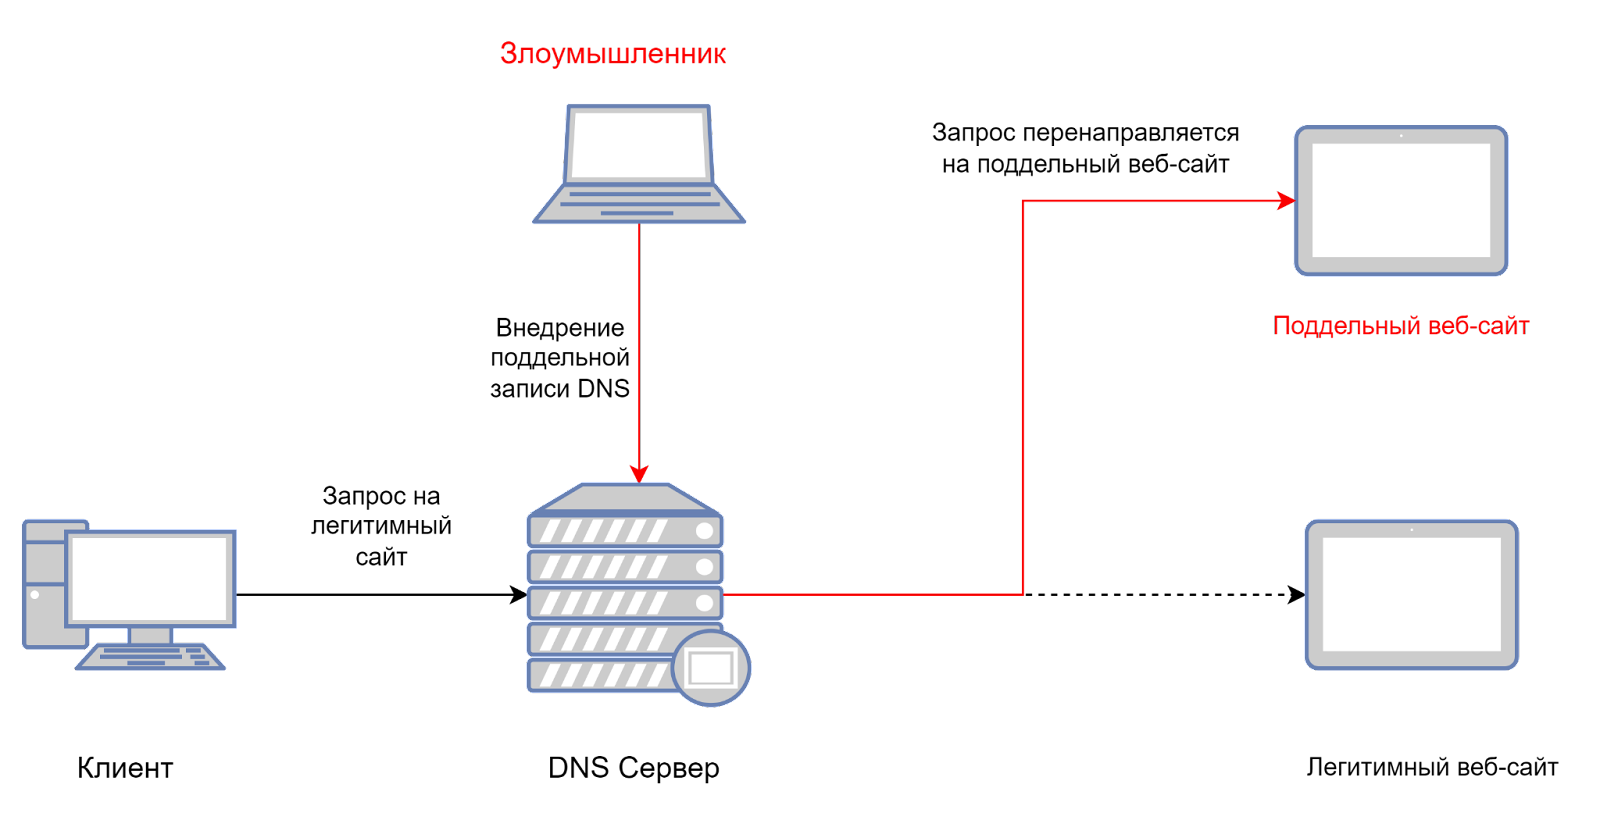 Злоумышленник
Запрос перенаправляется
на поддельный веб-сайт
Поддельный веб-сайт
Внедрение
поддельной
записи DNS
Запрос на
легитимный
сайт
Клиент
DNS Сервер
Легитимный веб-сайт